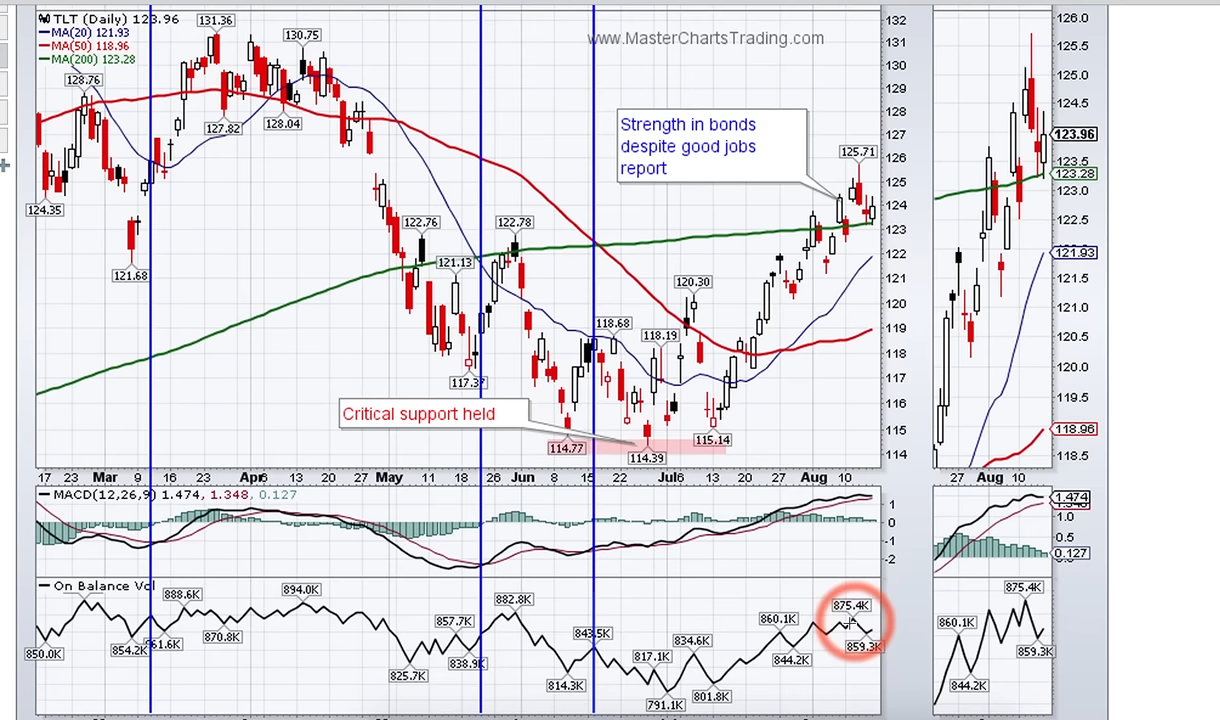 TLT (Daily) 123.96
MA(20) 121.93
MA(50) 118.96
MA(200) 123.28
www.MasterChartsTrading.com
131.36
130.75
128.76
127.82
128.04
124.35
121.68
122.76
121.13
117.37
122.78
118.68
118.19
120.30
114.77
114.39
115.14
125.71
Strength in bonds
despite good jobs
report
Critical support held
132
131
130
129
128
127
126
125
124
123
122
121
120
119
118
117
116
115
114
17 23 Mar 9 16 23 Apr 6 13 20 27 May 11 18 26 Jun 8 15 22 Jul 6 13 20 27 Aug 10
126.0
125.5
125.0
124.5
123.96
123.5
123.28
123.0
122.5
121.93
121.5
121.0
120.5
120.0
119.5
118.96
118.5
27 Aug 10
MACD(12,26,9) 1.474, 1.348, 0.127
1
0
-1
-2
1.474
1.0
0.5
0.127
On Balance Vol
850.0K
854.2K
861.6K
888.6K
870.8K
894.0K
825.7K
857.7K
838.9K
882.8K
814.3K
843.5K
817.1K
791.1K
834.6K
801.8K
860.1K
844.2K
875.4K
859.3K
860.1K
844.2K
875.4K
859.3K